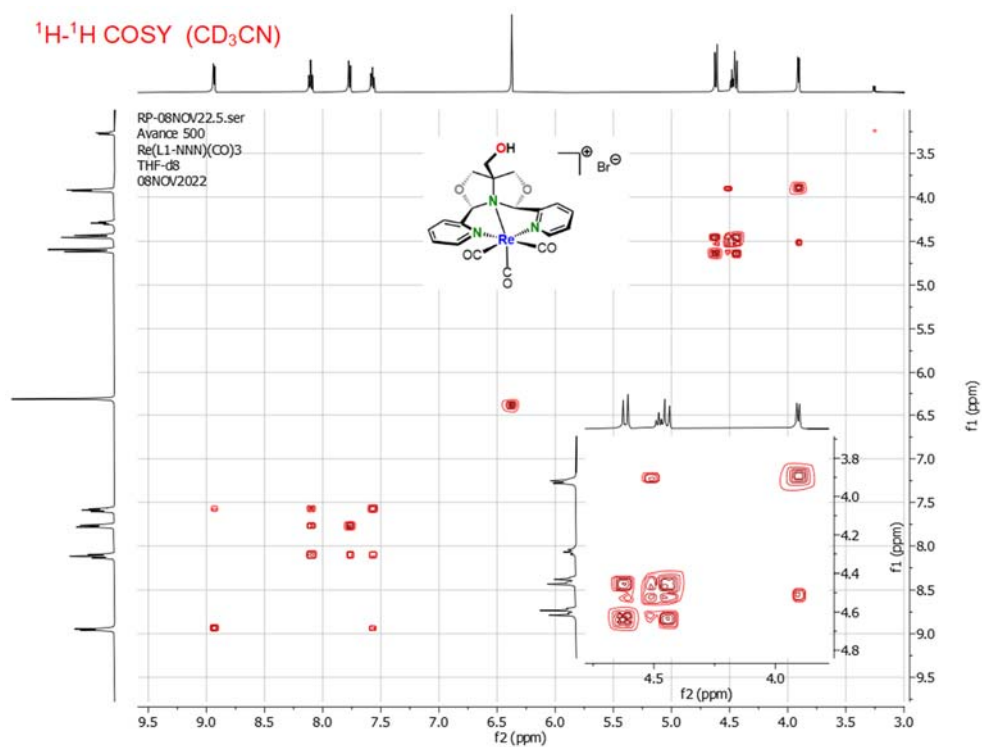 ¹H-¹H COSY (CD₃CN)
RP-08NOV22.5.ser
Avance 500
Re(L1-NNN)(CO)3
THF-d8
08NOV2022
OH
⊕
Br⊖
O
O
N
N
N
Re
OC
CO
C
O
3.5
4.0
4.5
5.0
5.5
6.0
6.5
7.0
7.5
8.0
8.5
9.0
9.5
f1 (ppm)
3.8
4.0
4.2
4.4
4.6
4.8
f1 (ppm)
4.5
4.0
f2 (ppm)
9.5 9.0 8.5 8.0 7.5 7.0 6.5 6.0 5.5 5.0 4.5 4.0 3.5 3.0
f2 (ppm)